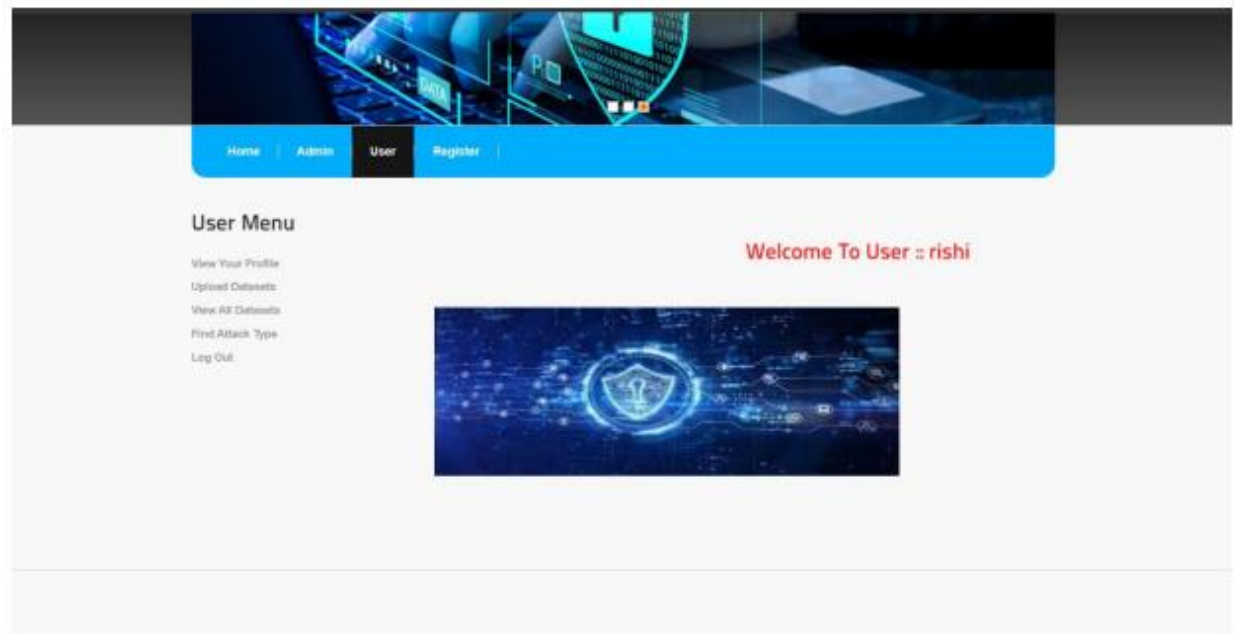 DATA
P
Home | Admin User Register |
User Menu
Welcome To User :: rishi
View Your Profile
Upload Datasets
View All Datasets
Find Attack Type
Log Out